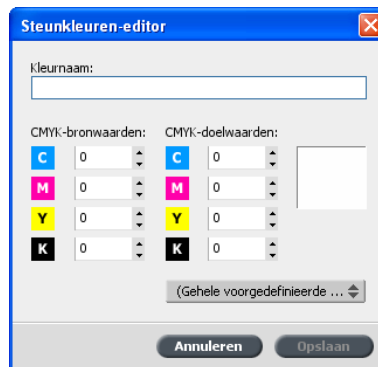 Steunkleuren-editor
Kleurnaam:
CMYK-bronwaarden: CMYK-doelwaarden:
C 0 C 0
M 0 M 0
Y 0 Y 0
K 0 K 0
(Gehele voorgedefinieerde ...
Annuleren Opslaan